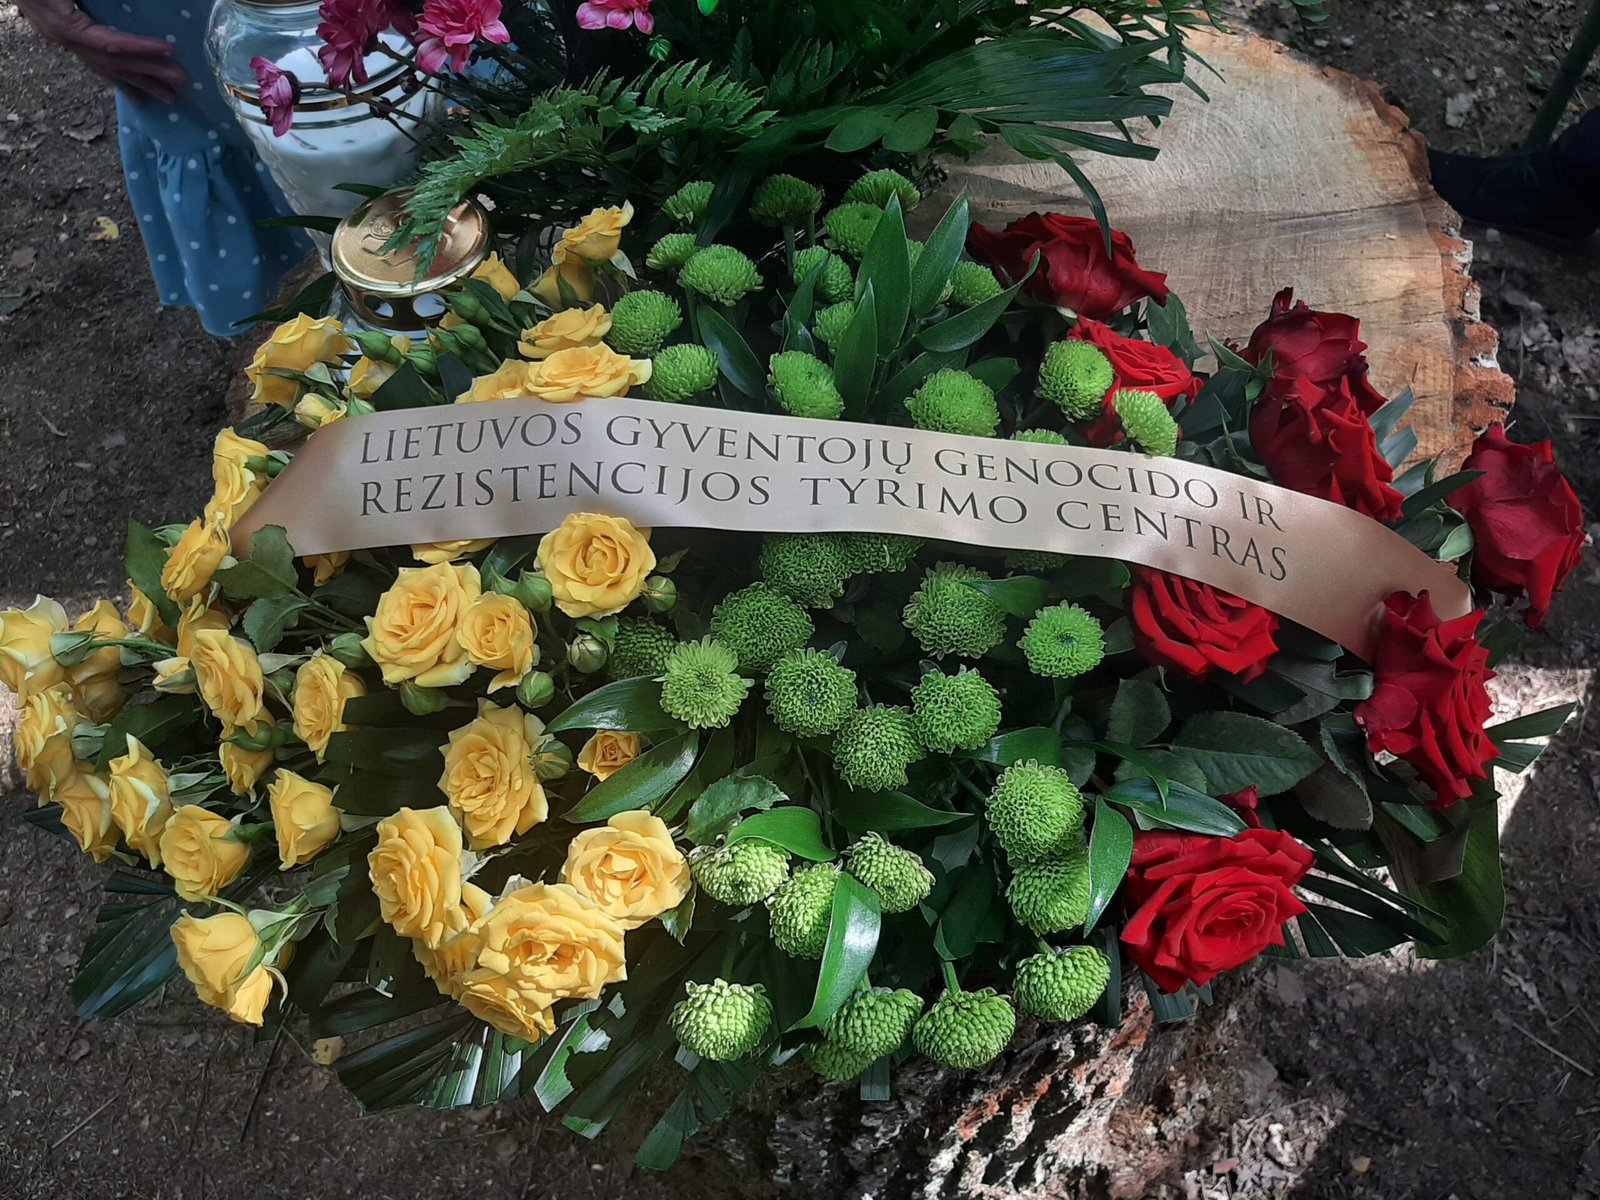 LIETUVOS GYVENTOJŲ GENOCIDO IR
REZISTENCIJOS TYRIMO CENTRAS